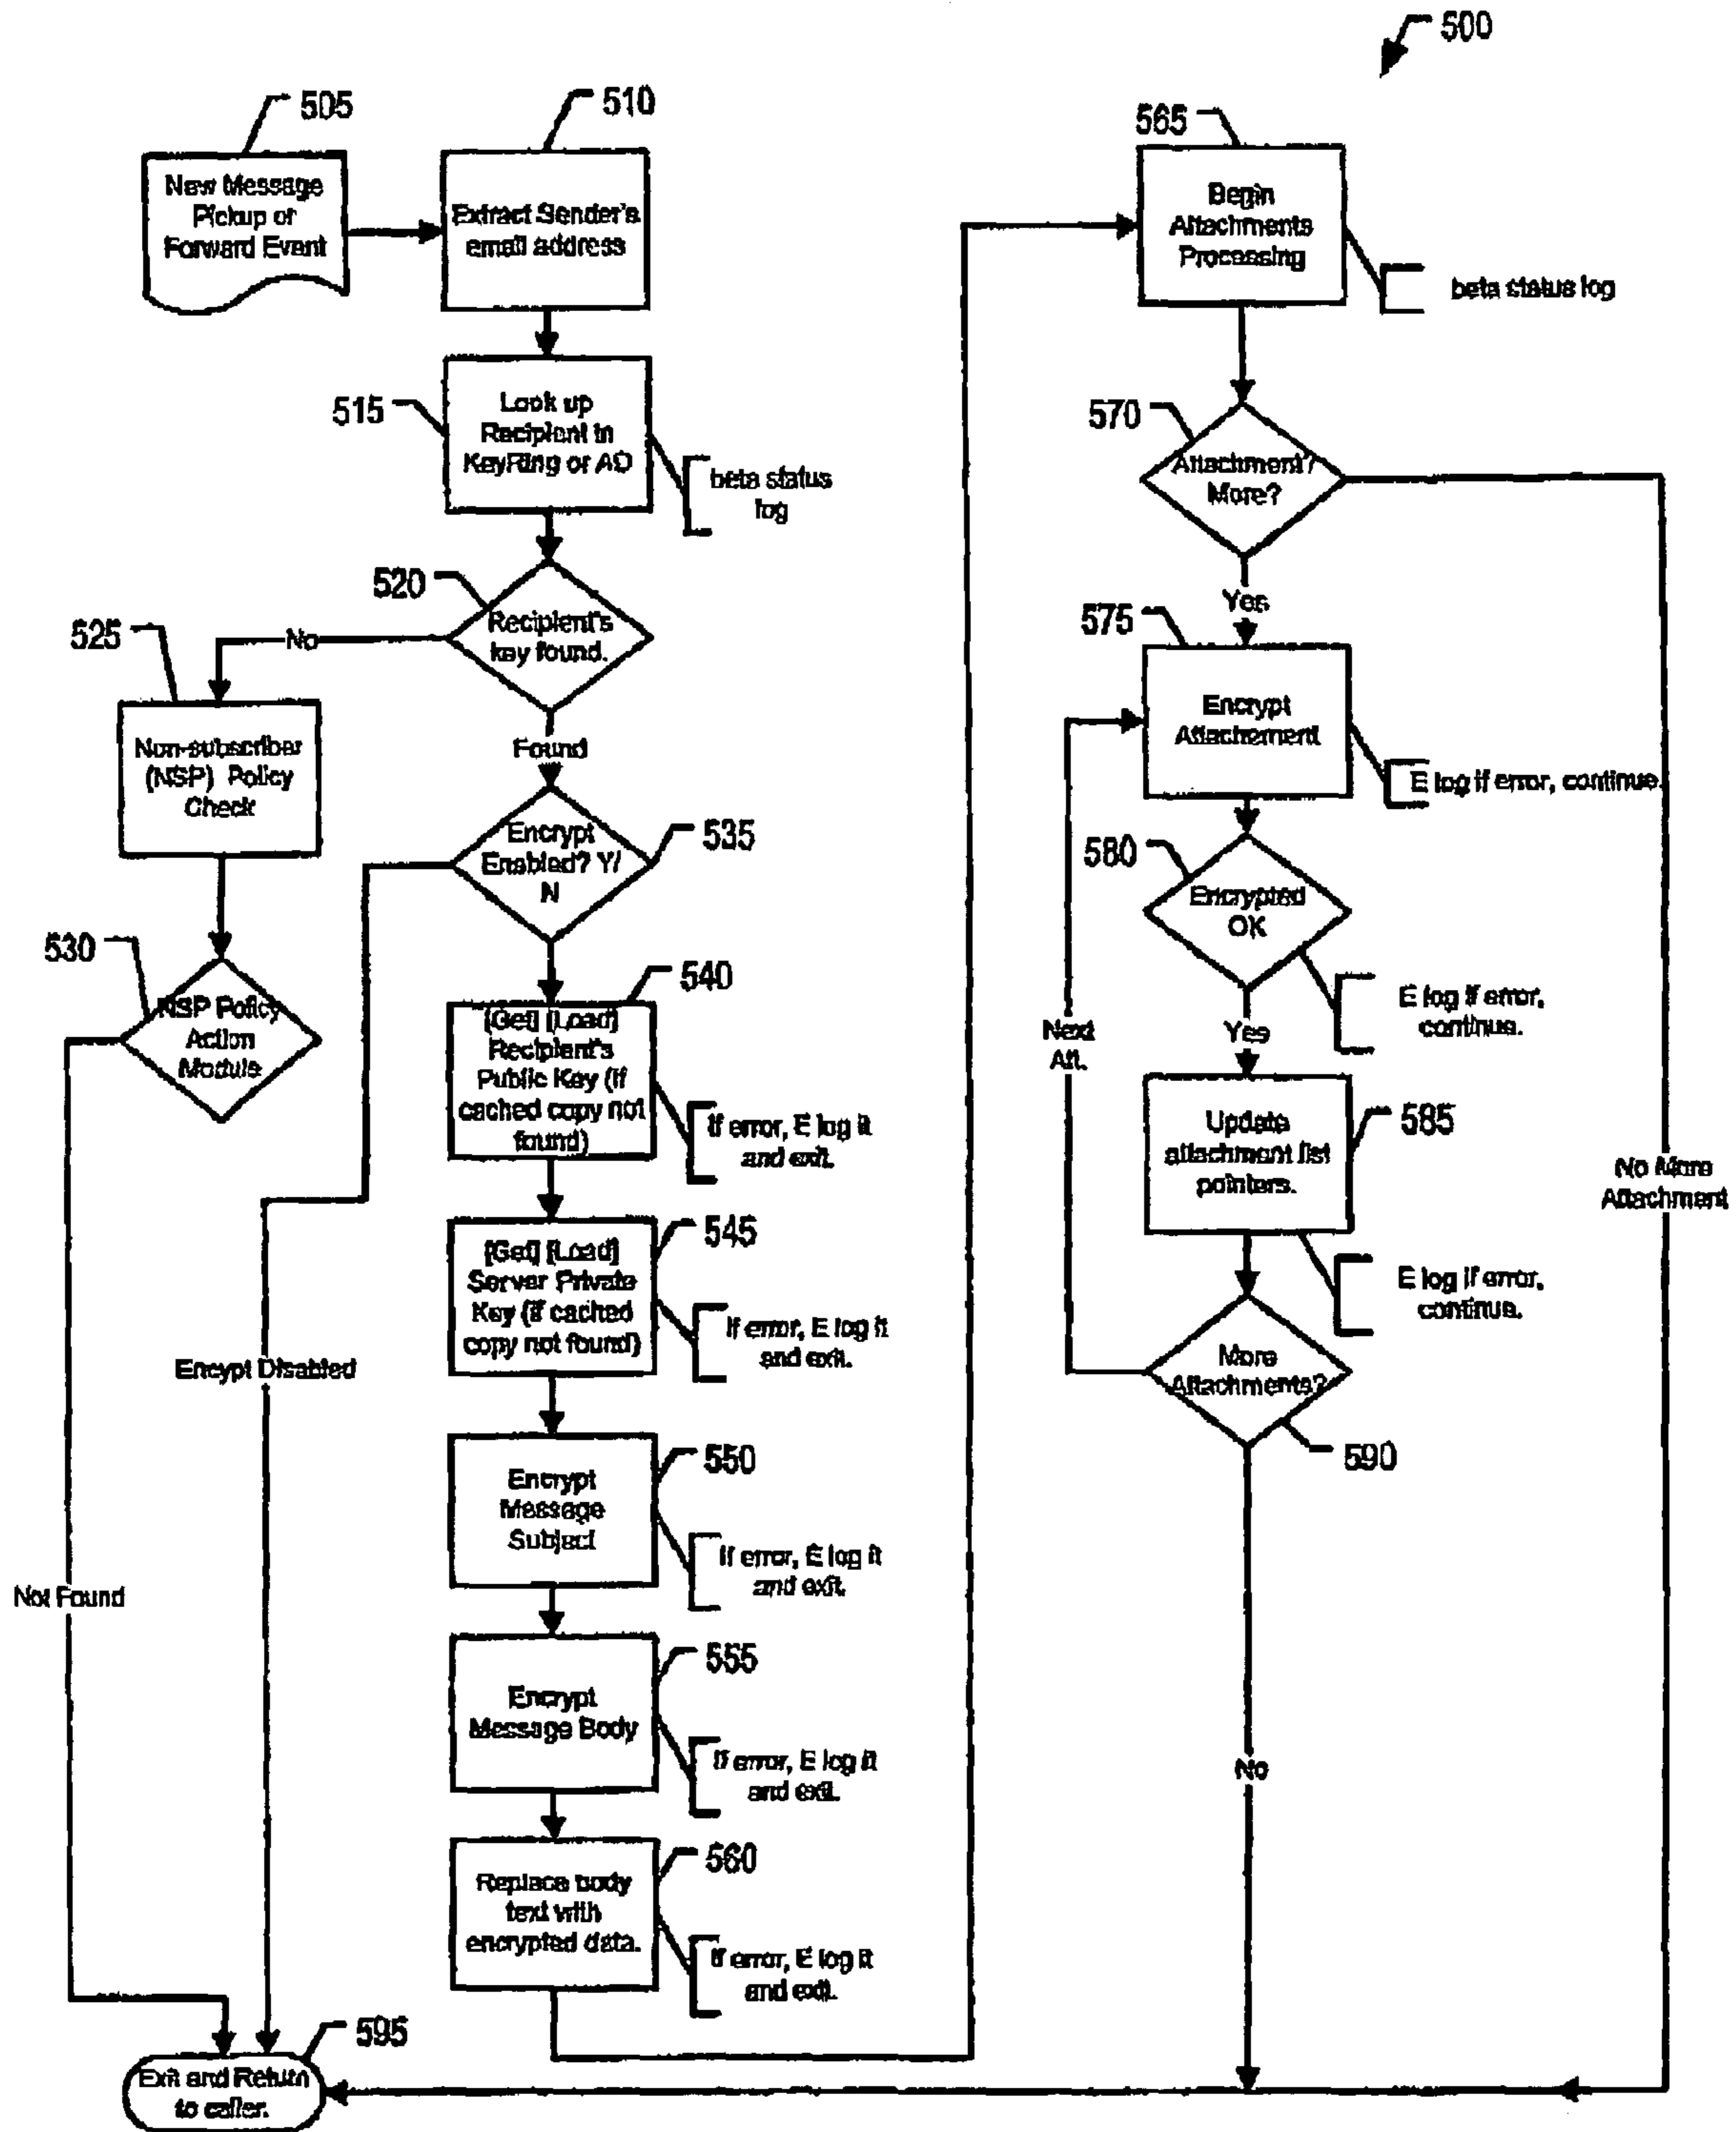 500
505
New Message
Pickup or
Forward Event
510
Extract Sender's
email address
515
Look up
Recipient in
KeyRing or AD
beta status
log
520
Recipient's
key found.
No
525
Non-subscriber
(NSP) Policy
Check
530
NSP Policy
Action
Module
Not Found
Found
535
Encrypt
Enabled? Y/
N
Encypt Disabled
540
[Get] [Load]
Recipient's
Public Key (if
cached copy not
found)
If error, E log it
and exit.
545
[Get] [Load]
Server Private
Key (if cached
copy not found)
If error, E log it
and exit.
550
Encrypt
Message
Subject
If error, E log it
and exit.
555
Encrypt
Message Body
If error, E log it
and exit.
560
Replace body
text with
encrypted data.
If error, E log it
and exit.
565
Begin
Attachments
Processing
beta status log
570
Attachment?
More?
Yes
No More
Attachment
575
Encrypt
Attachement
E log if error, continue.
580
Encrypted
OK
E log if error,
continue.
Yes
Next
Att.
585
Update
attachment list
pointers.
E log if error,
continue.
590
More
Attachments?
No
595
Exit and Return
to caller.